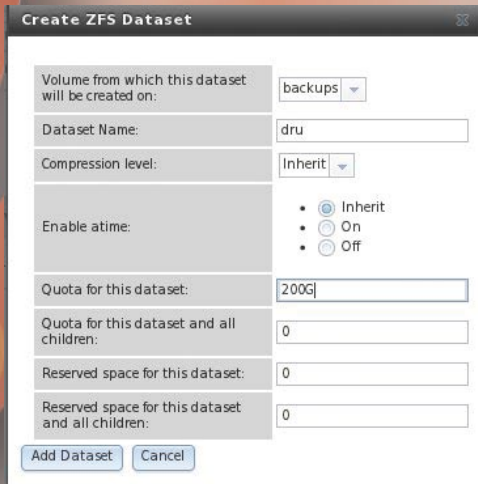 Create ZFS Dataset
Volume from which this dataset
will be created on:
backups
Dataset Name:
dru
Compression level:
Inherit
Enable atime:
Inherit
On
Off
Quota for this dataset:
200G
Quota for this dataset and all
children:
0
Reserved space for this dataset:
0
Reserved space for this dataset
and all children:
0
Add Dataset
Cancel